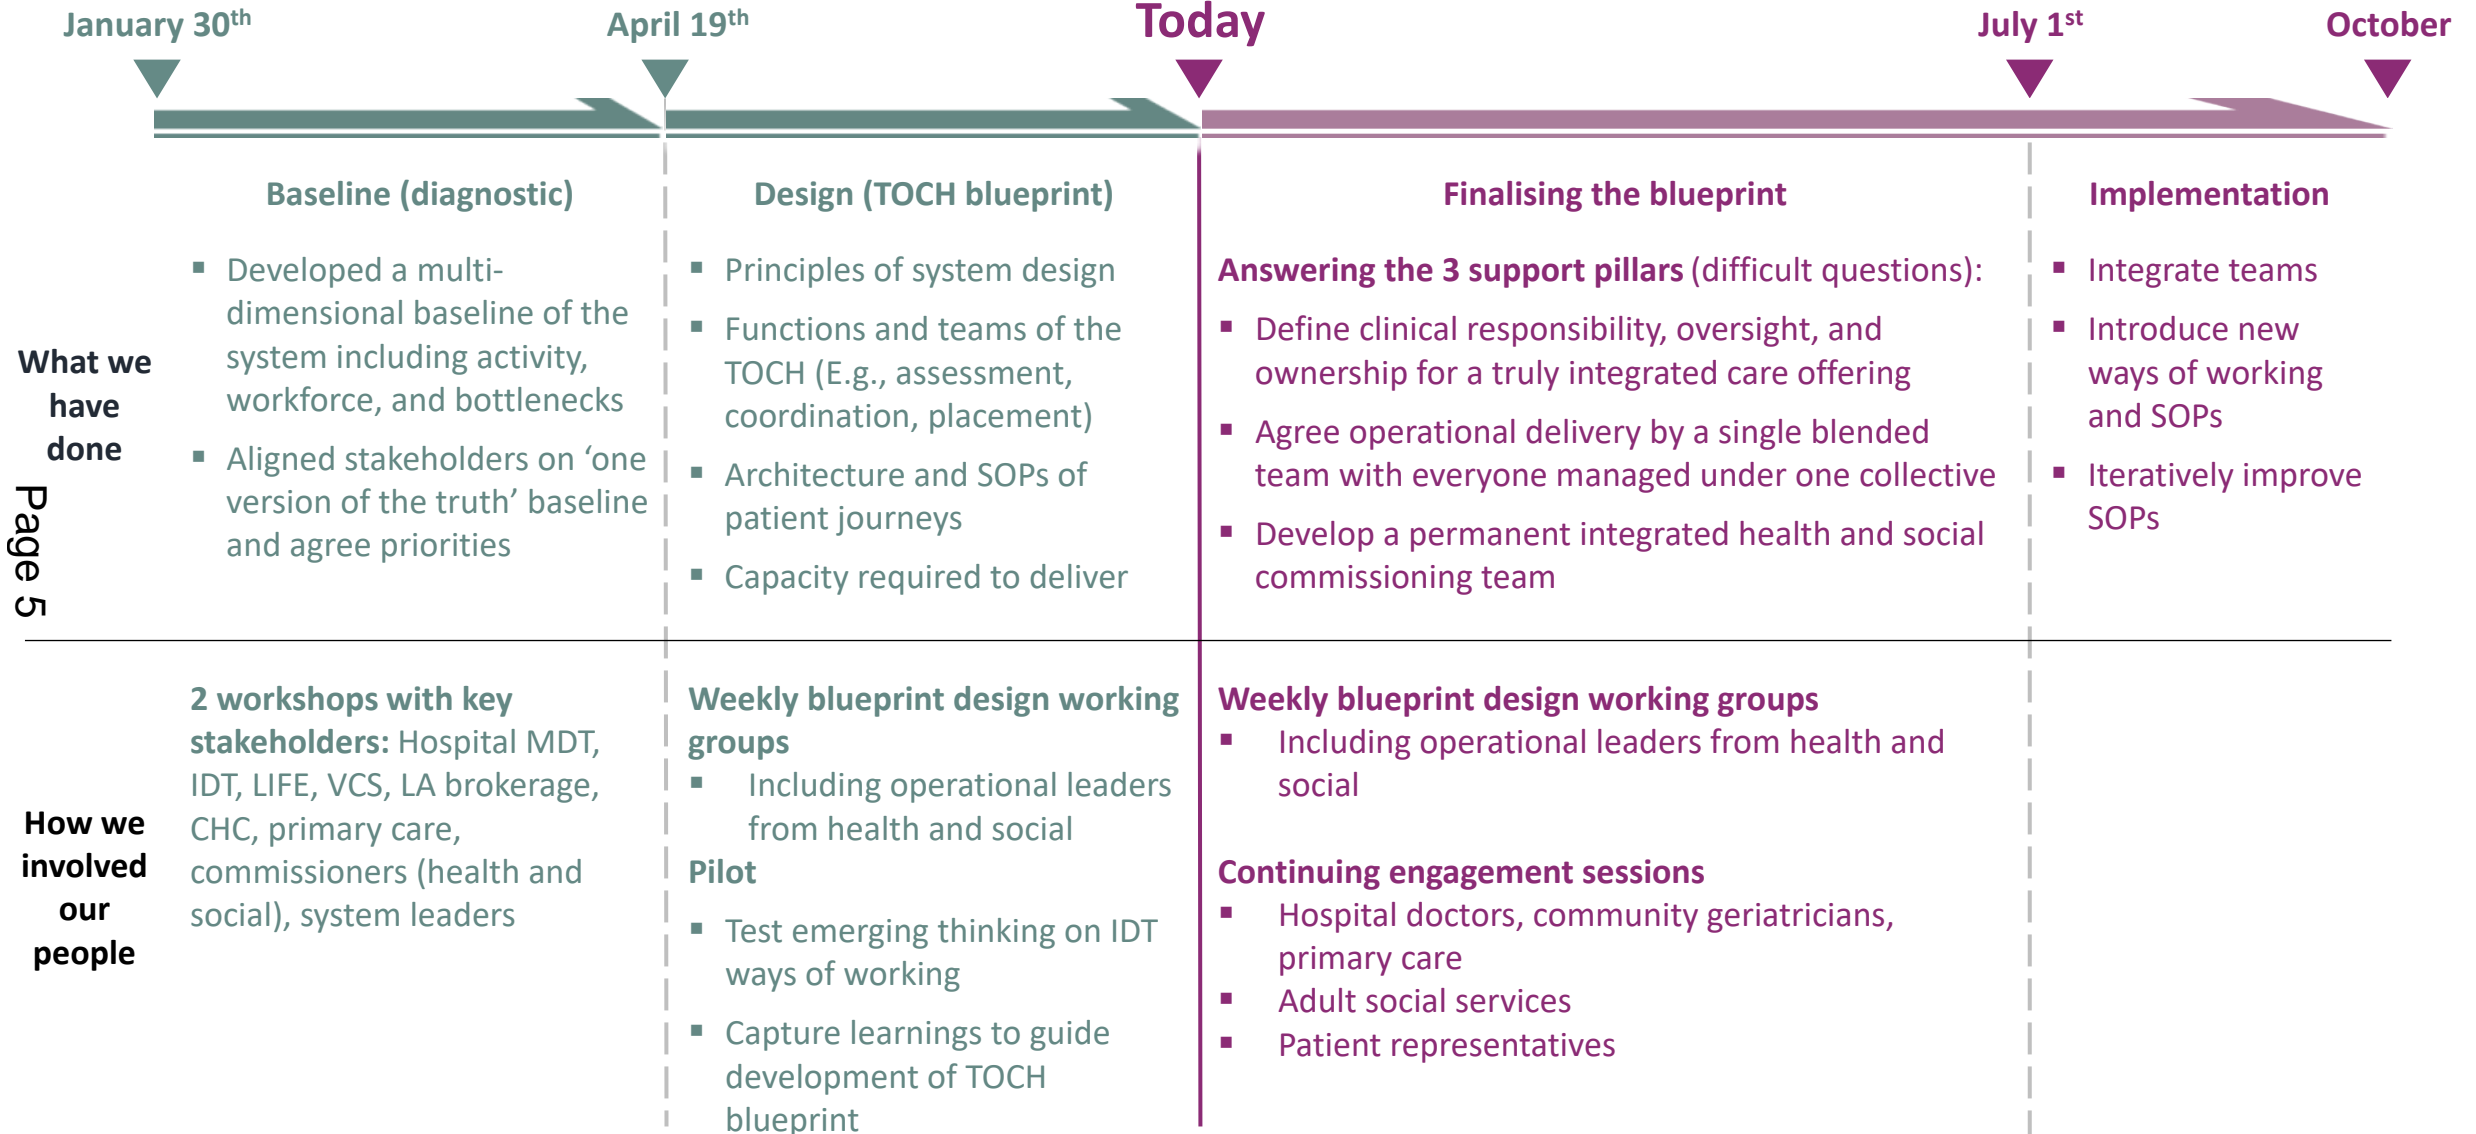 January 30th
April 19th
Today
July 1st
October
Baseline (diagnostic)
Design (TOCH blueprint)
Finalising the blueprint
Implementation
What we
have
done
▪ Developed a multi-
dimensional baseline of the
system including activity,
workforce, and bottlenecks
▪ Aligned stakeholders on ‘one
version of the truth’ baseline
and agree priorities
▪ Principles of system design
▪ Functions and teams of the
TOCH (E.g., assessment,
coordination, placement)
▪ Architecture and SOPs of
patient journeys
▪ Capacity required to deliver
Answering the 3 support pillars (difficult questions):
▪ Define clinical responsibility, oversight, and
ownership for a truly integrated care offering
▪ Agree operational delivery by a single blended
team with everyone managed under one collective
▪ Develop a permanent integrated health and social
commissioning team
▪ Integrate teams
▪ Introduce new
ways of working
and SOPs
▪ Iteratively improve
SOPs
Page 5
How we
involved
our
people
2 workshops with key
stakeholders: Hospital MDT,
IDT, LIFE, VCS, LA brokerage,
CHC, primary care,
commissioners (health and
social), system leaders
Weekly blueprint design working
groups
▪ Including operational leaders
from health and social
Pilot
▪ Test emerging thinking on IDT
ways of working
▪ Capture learnings to guide
development of TOCH
blueprint
Weekly blueprint design working groups
▪ Including operational leaders from health and
social
Continuing engagement sessions
▪ Hospital doctors, community geriatricians,
primary care
▪ Adult social services
▪ Patient representatives